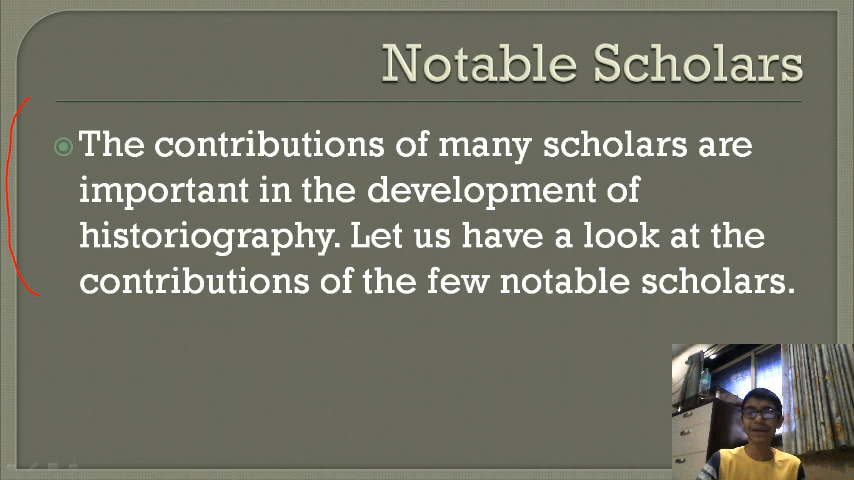 Notable Scholars
The contributions of many scholars are
important in the development of
historiography. Let us have a look at the
contributions of the few notable scholars.